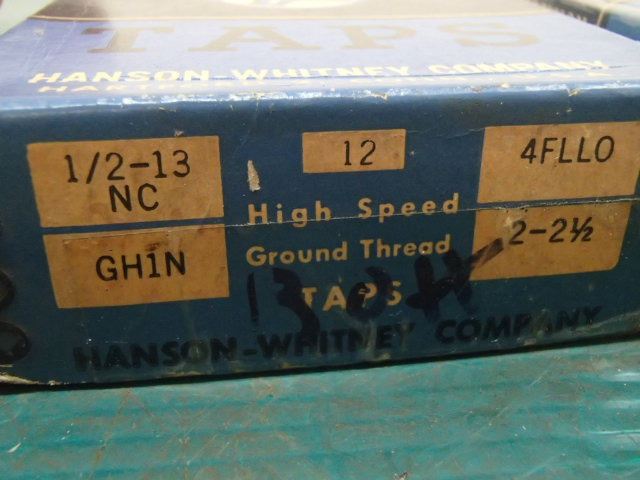 TAPS
HANSON-WHITNEY COMPANY
1/2-13
NC
12
4FLLO
High Speed
GH1N
Ground Thread
2-2½
TAPS
HANSON-WHITNEY COMPANY